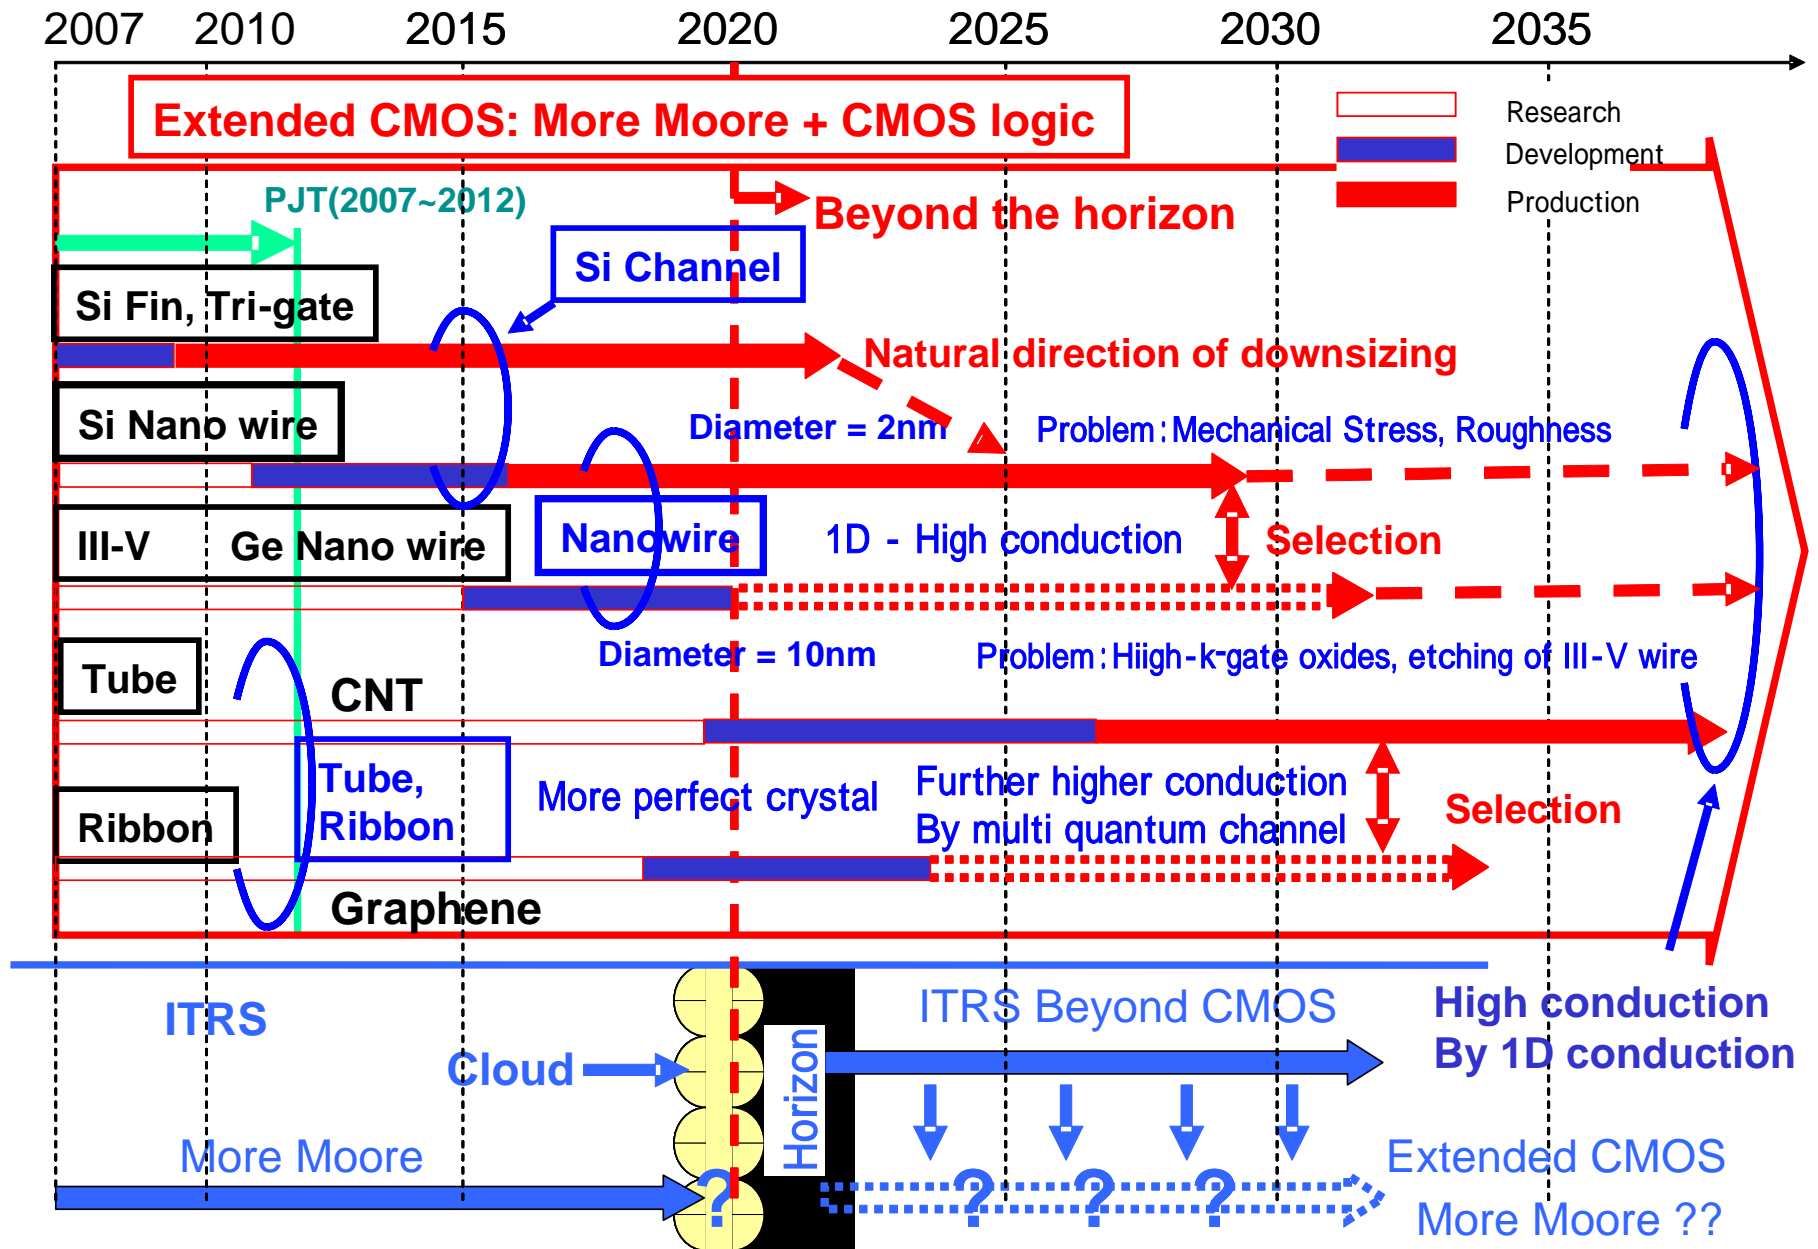 2007 2010 2015 2020 2025 2030 2035
Extended CMOS: More Moore + CMOS logic
Research
Development
Production
PJT(2007~2012)
Beyond the horizon
Si Channel
Si Fin, Tri-gate
Natural direction of downsizing
Si Nano wire
Diameter = 2nm
Problem : Mechanical Stress, Roughness
III-V Ge Nano wire
Nanowire
1D - High conduction
Selection
Diameter = 10nm
Problem : Hiigh-k-gate oxides, etching of III-V wire
Tube
CNT
Tube,
Ribbon
More perfect crystal
Further higher conduction
By multi quantum channel
Selection
Ribbon
Graphene
ITRS
Cloud
Horizon
ITRS Beyond CMOS
High conduction
By 1D conduction
More Moore
?
? ? ?
Extended CMOS
More Moore ??